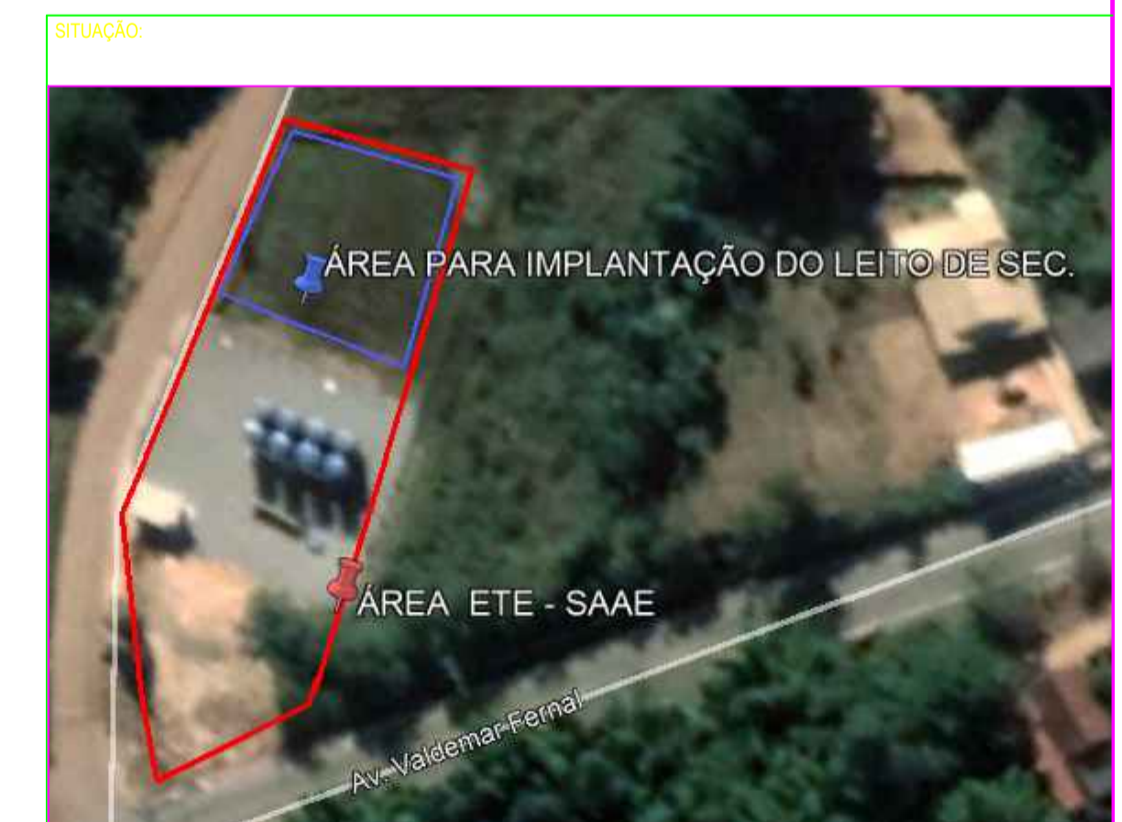 SITUAÇÃO:
ÁREA PARA IMPLANTAÇÃO DO LEITO DE SEC.
ÁREA ETE - SAAE
Av. Valdemar Fernal